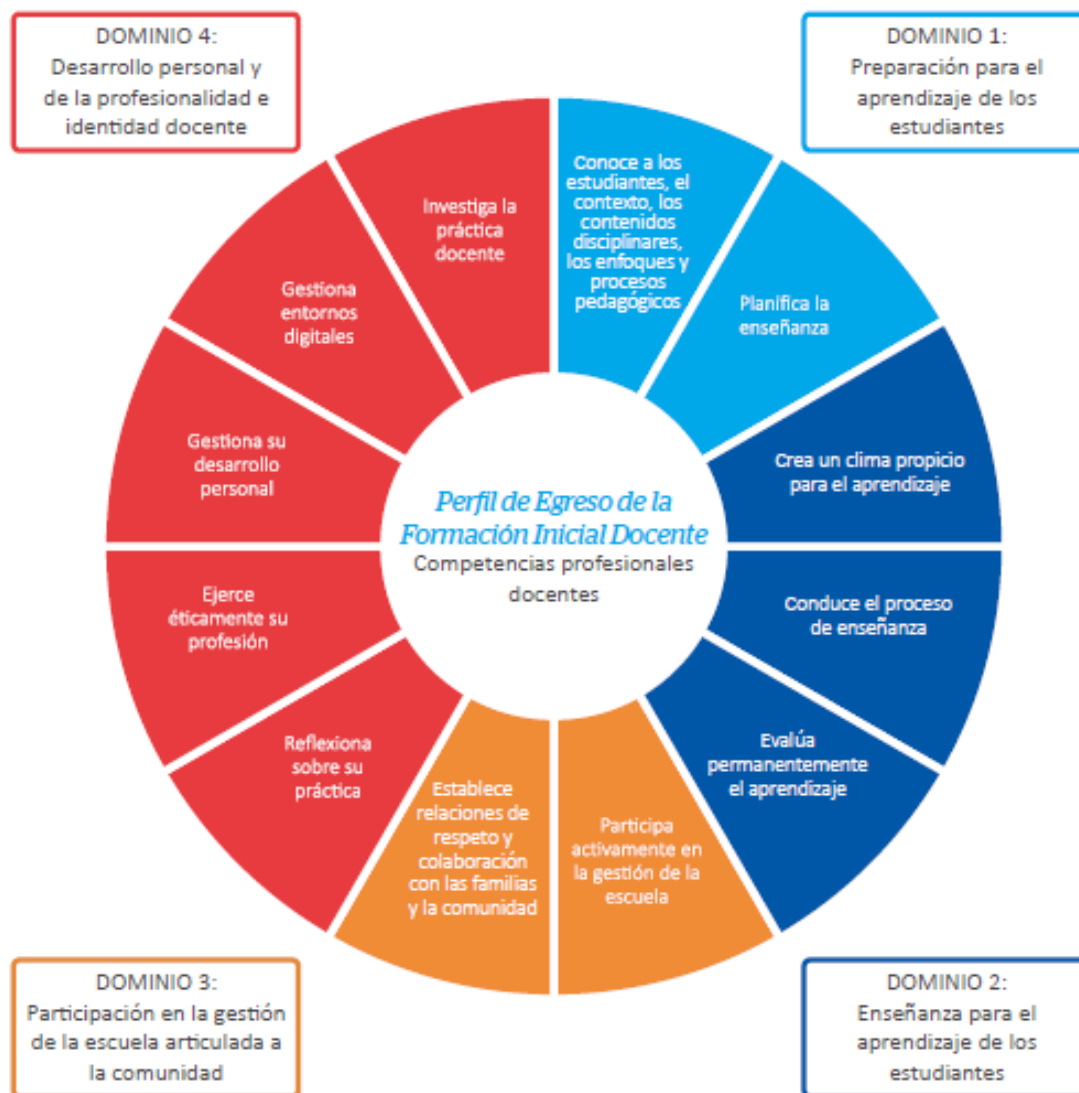 DOMINIO 4:
Desarrollo personal y
de la profesionalidad e
identidad docente
DOMINIO 1:
Preparación para el
aprendizaje de los
estudiantes
Conoce a los
estudiantes, el
contexto, los
contenidos
disciplinares,
los enfoques y
procesos
pedagógicos
Planifica la
enseñanza
Crea un clima propicio
para el aprendizaje
Conduce el proceso
de enseñanza
Evalúa
permanentemente
el aprendizaje
Participa
activamente en
la gestión de la
escuela
Establece
relaciones de
respeto y
colaboración
con las familias
y la comunidad
Reflexiona
sobre su
práctica
Ejerce
éticamente su
profesión
Gestiona su
desarrollo
personal
Gestiona
entornos
digitales
Investiga la
práctica
docente
Perfil de Egreso de la
Formación Inicial Docente
Competencias profesionales
docentes
DOMINIO 3:
Participación en la gestión
de la escuela articulada a
la comunidad
DOMINIO 2:
Enseñanza para el
aprendizaje de los
estudiantes